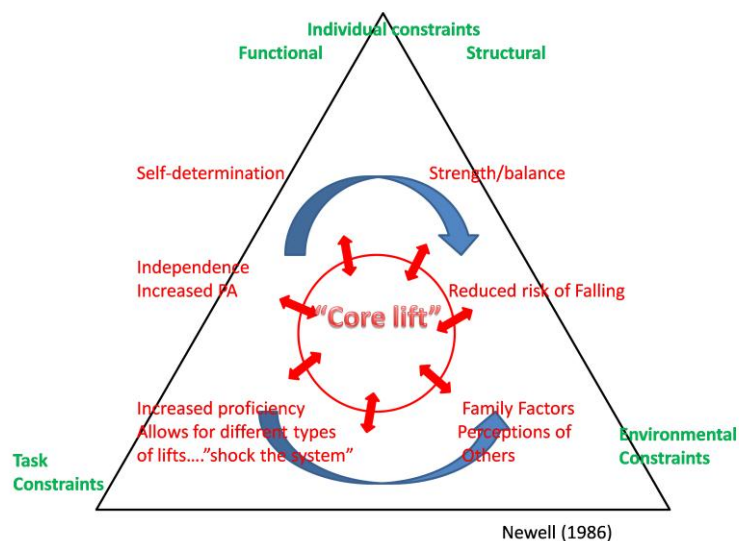 Individual constraints
Functional
Structural
Self-determination
Strength/balance
Independence
Increased PA
Reduced risk of Falling
"Core lift"
Increased proficiency
Allows for different types
of lifts...."shock the system"
Family Factors
Perceptions of
Others
Task
Constraints
Environmental
Constraints
Newell (1986)